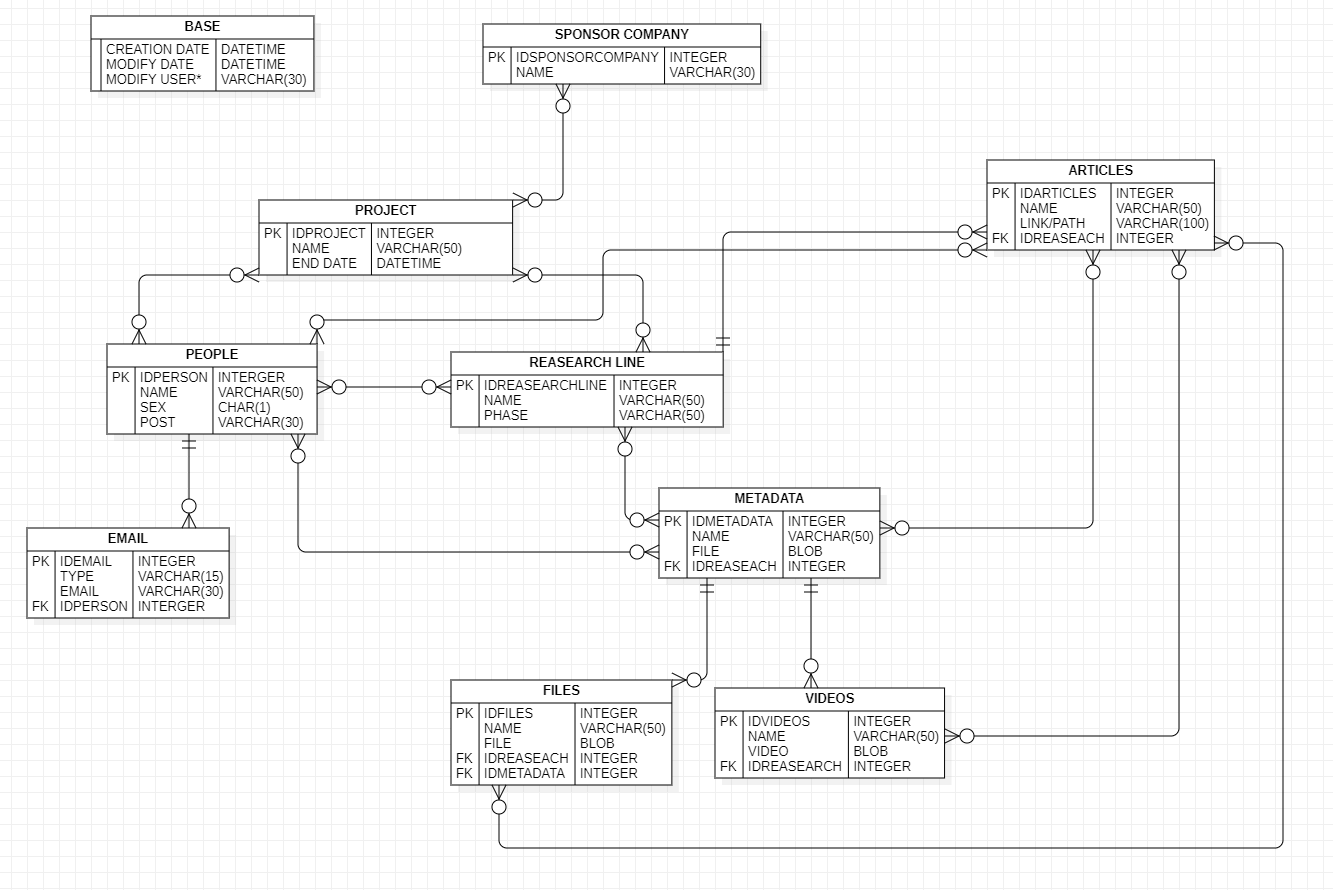 BASE
CREATION DATE DATETIME
MODIFY DATE DATETIME
MODIFY USER* VARCHAR(30)
SPONSOR COMPANY
PK IDSPONSORCOMPANY INTEGER
NAME VARCHAR(30)
ARTICLES
PK IDARTICLES INTEGER
NAME VARCHAR(50)
LINK/PATH VARCHAR(100)
FK IDREASEACH INTEGER
PROJECT
PK IDPROJECT INTEGER
NAME VARCHAR(50)
END DATE DATETIME
PEOPLE
PK IDPERSON INTERGER
NAME VARCHAR(50)
SEX CHAR(1)
POST VARCHAR(30)
REASEARCH LINE
PK IDREASEARCHLINE INTEGER
NAME VARCHAR(50)
PHASE VARCHAR(50)
METADATA
PK IDMETADATA INTEGER
NAME VARCHAR(50)
FILE BLOB
FK IDREASEACH INTEGER
EMAIL
PK IDEMAIL INTEGER
TYPE VARCHAR(15)
EMAIL VARCHAR(30)
FK IDPERSON INTERGER
FILES
PK IDFILES INTEGER
NAME VARCHAR(50)
FILE BLOB
FK IDREASEACH INTEGER
FK IDMETADATA INTEGER
VIDEOS
PK IDVIDEOS INTEGER
NAME VARCHAR(50)
VIDEO BLOB
FK IDREASEARCH INTEGER